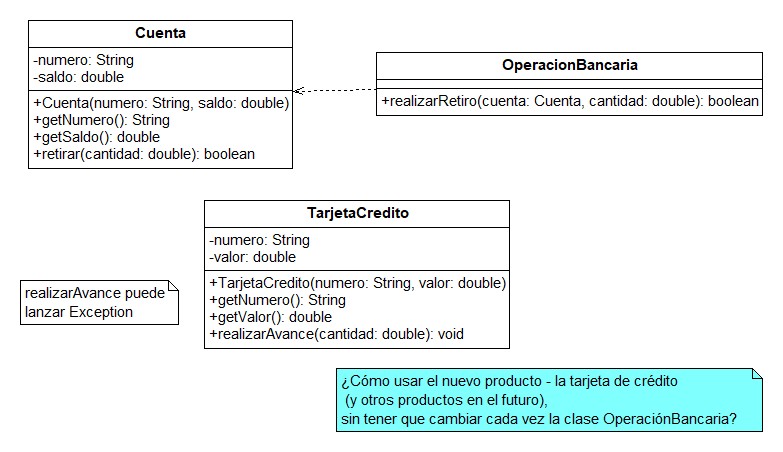 Cuenta
-numero: String
-saldo: double
+Cuenta(numero: String, saldo: double)
+getNumero(): String
+getSaldo(): double
+retirar(cantidad: double): boolean
OperacionBancaria
+realizarRetiro(cuenta: Cuenta, cantidad: double): boolean
TarjetaCredito
-numero: String
-valor: double
+TarjetaCredito(numero: String, valor: double)
+getNumero(): String
+getValor(): double
+realizarAvance(cantidad: double): void
realizarAvance puede
lanzar Exception
¿Cómo usar el nuevo producto - la tarjeta de crédito
(y otros productos en el futuro),
sin tener que cambiar cada vez la clase OperaciónBancaria?